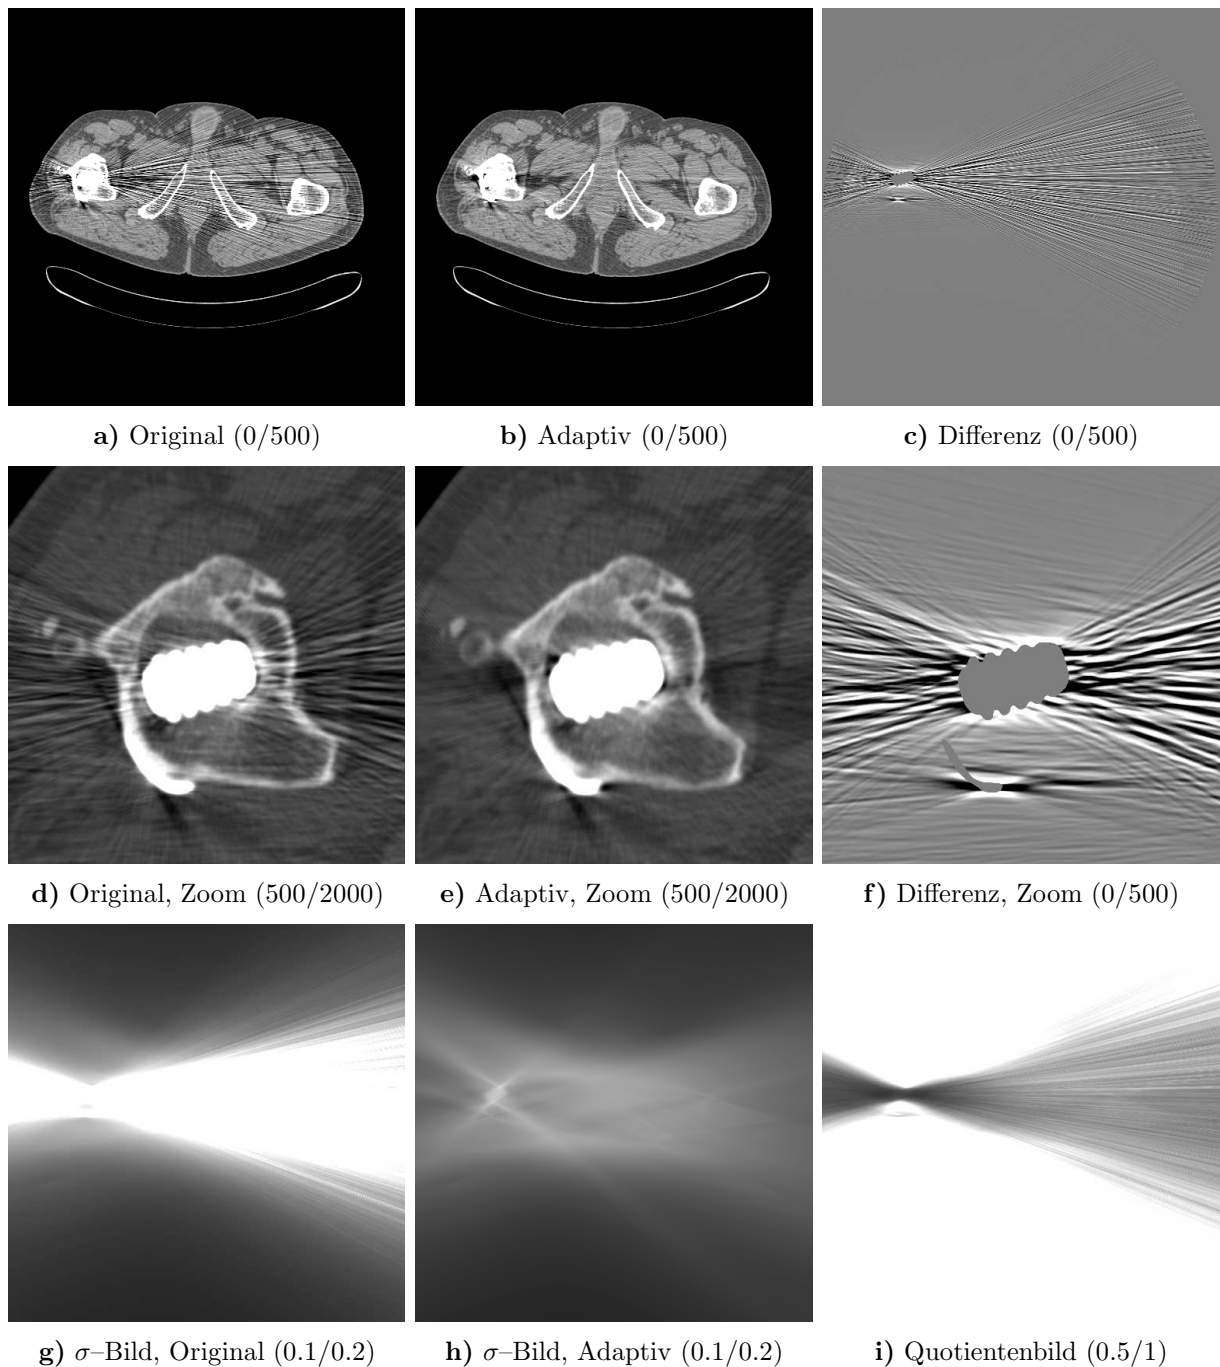 a) Original (0/500)
b) Adaptiv (0/500)
c) Differenz (0/500)
d) Original, Zoom (500/2000)
e) Adaptiv, Zoom (500/2000)
f) Differenz, Zoom (0/500)
g) σ–Bild, Original (0.1/0.2)
h) σ–Bild, Adaptiv (0.1/0.2)
i) Quotientenbild (0.5/1)